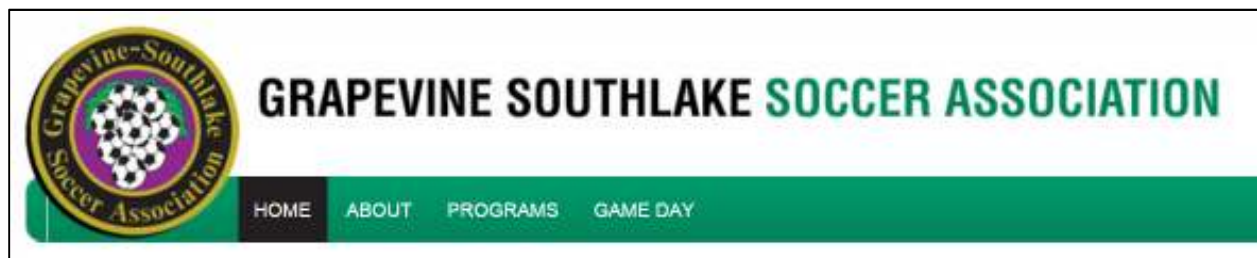 Grapevine-Southlake
Soccer Association
GRAPEVINE SOUTHLAKE SOCCER ASSOCIATION
HOME ABOUT PROGRAMS GAME DAY